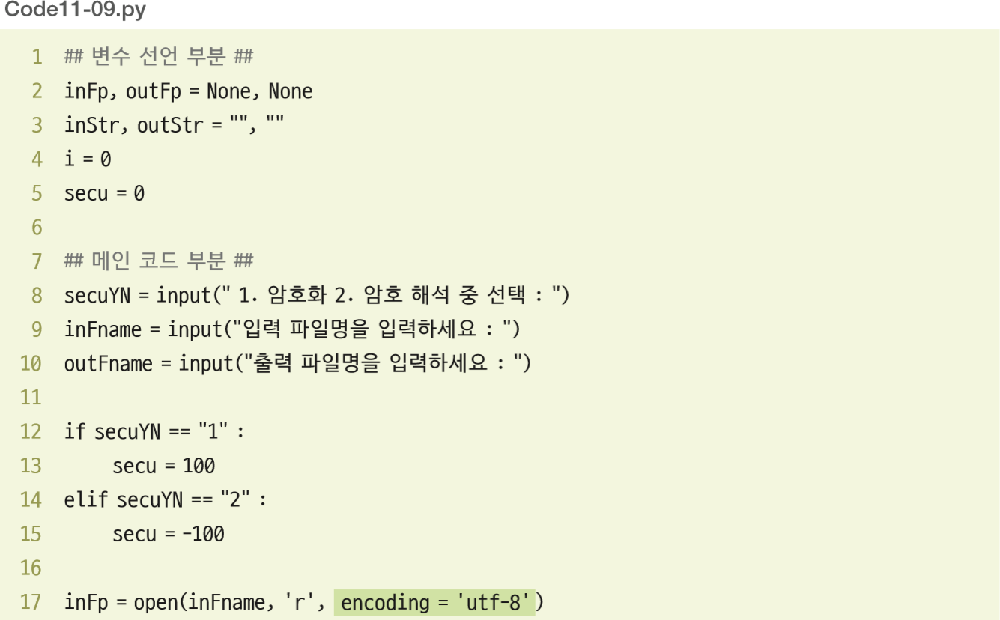 Code11-09.py
1 ## 변수 선언 부분 ##
2 inFp, outFp = None, None
3 inStr, outStr = "", ""
4 i = 0
5 secu = 0
6
7 ## 메인 코드 부분 ##
8 secuYN = input(" 1. 암호화 2. 암호 해석 중 선택 : ")
9 inFname = input("입력 파일명을 입력하세요 : ")
10 outFname = input("출력 파일명을 입력하세요 : ")
11
12 if secuYN == "1" :
13     secu = 100
14 elif secuYN == "2" :
15     secu = -100
16
17 inFp = open(inFname, 'r', encoding = 'utf-8')